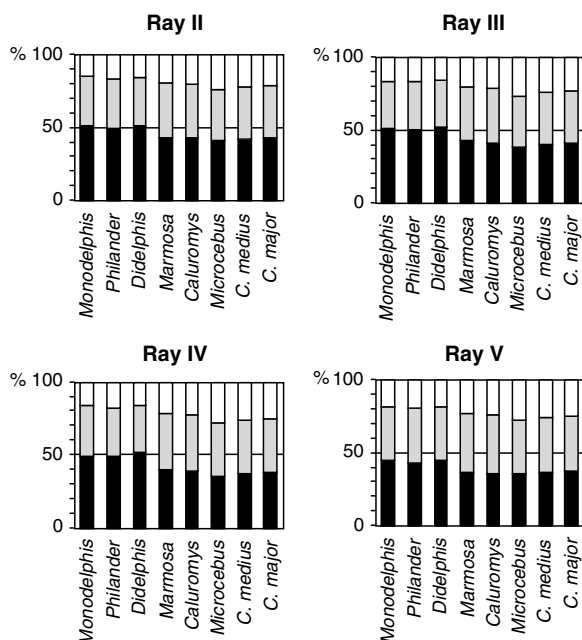 Ray II
% 100
50
0
Monodelphis
Philander
Didelphis
Marmosa
Caluromys
Microcebus
C. medius
C. major
Ray III
% 100
50
0
Monodelphis
Philander
Didelphis
Marmosa
Caluromys
Microcebus
C. medius
C. major
Ray IV
% 100
50
0
Monodelphis
Philander
Didelphis
Marmosa
Caluromys
Microcebus
C. medius
C. major
Ray V
% 100
50
0
Monodelphis
Philander
Didelphis
Marmosa
Caluromys
Microcebus
C. medius
C. major